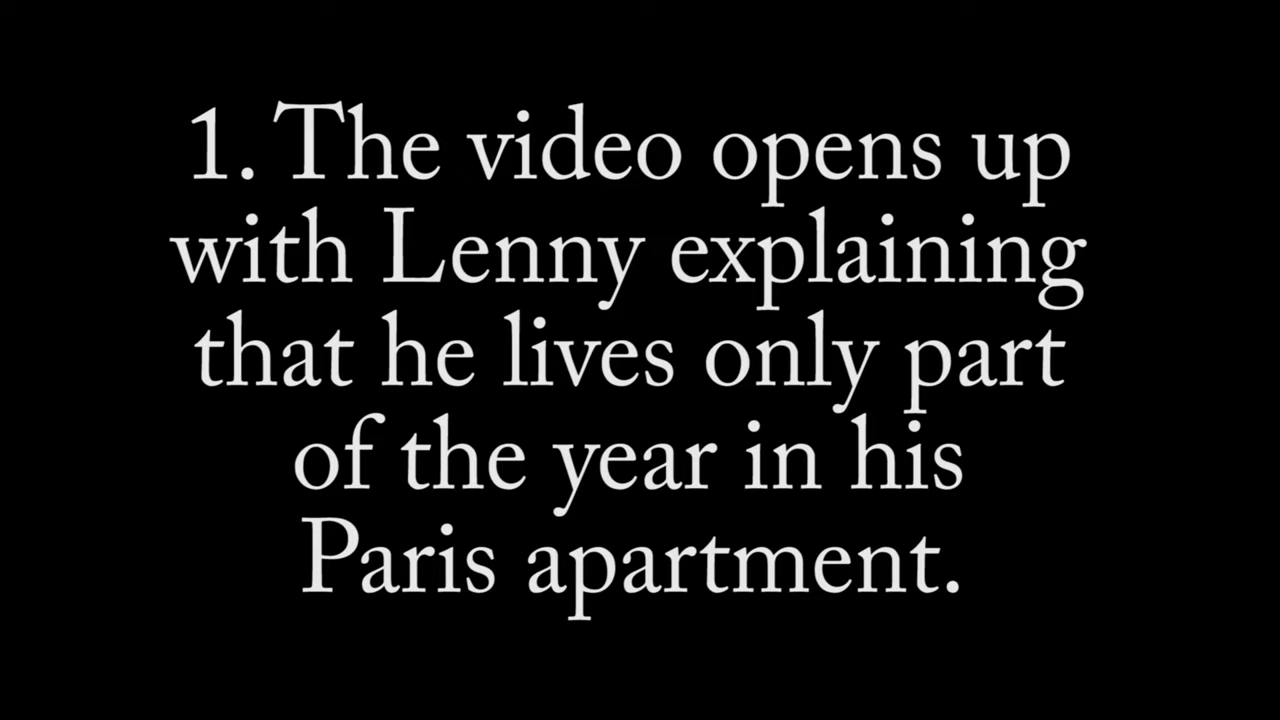 1. The video opens up
with Lenny explaining
that he lives only part
of the year in his
Paris apartment.